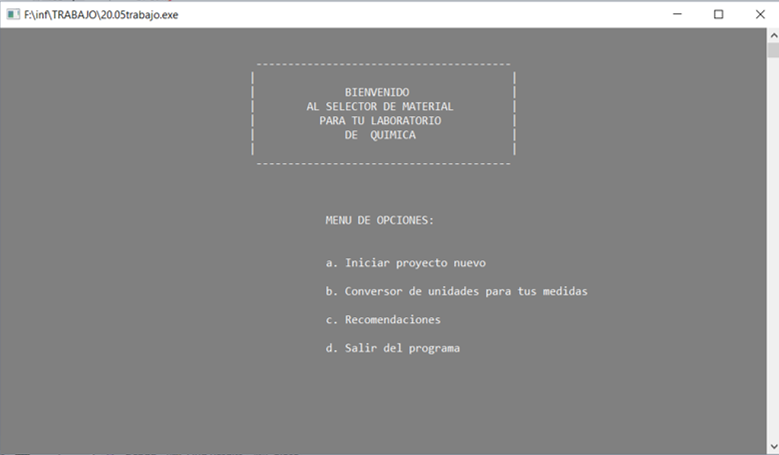 F:\inf\TRABAJO\20.05trabajo.exe
BIENVENIDO
AL SELECTOR DE MATERIAL
PARA TU LABORATORIO
DE QUIMICA
MENU DE OPCIONES:
a. Iniciar proyecto nuevo
b. Conversor de unidades para tus medidas
c. Recomendaciones
d. Salir del programa